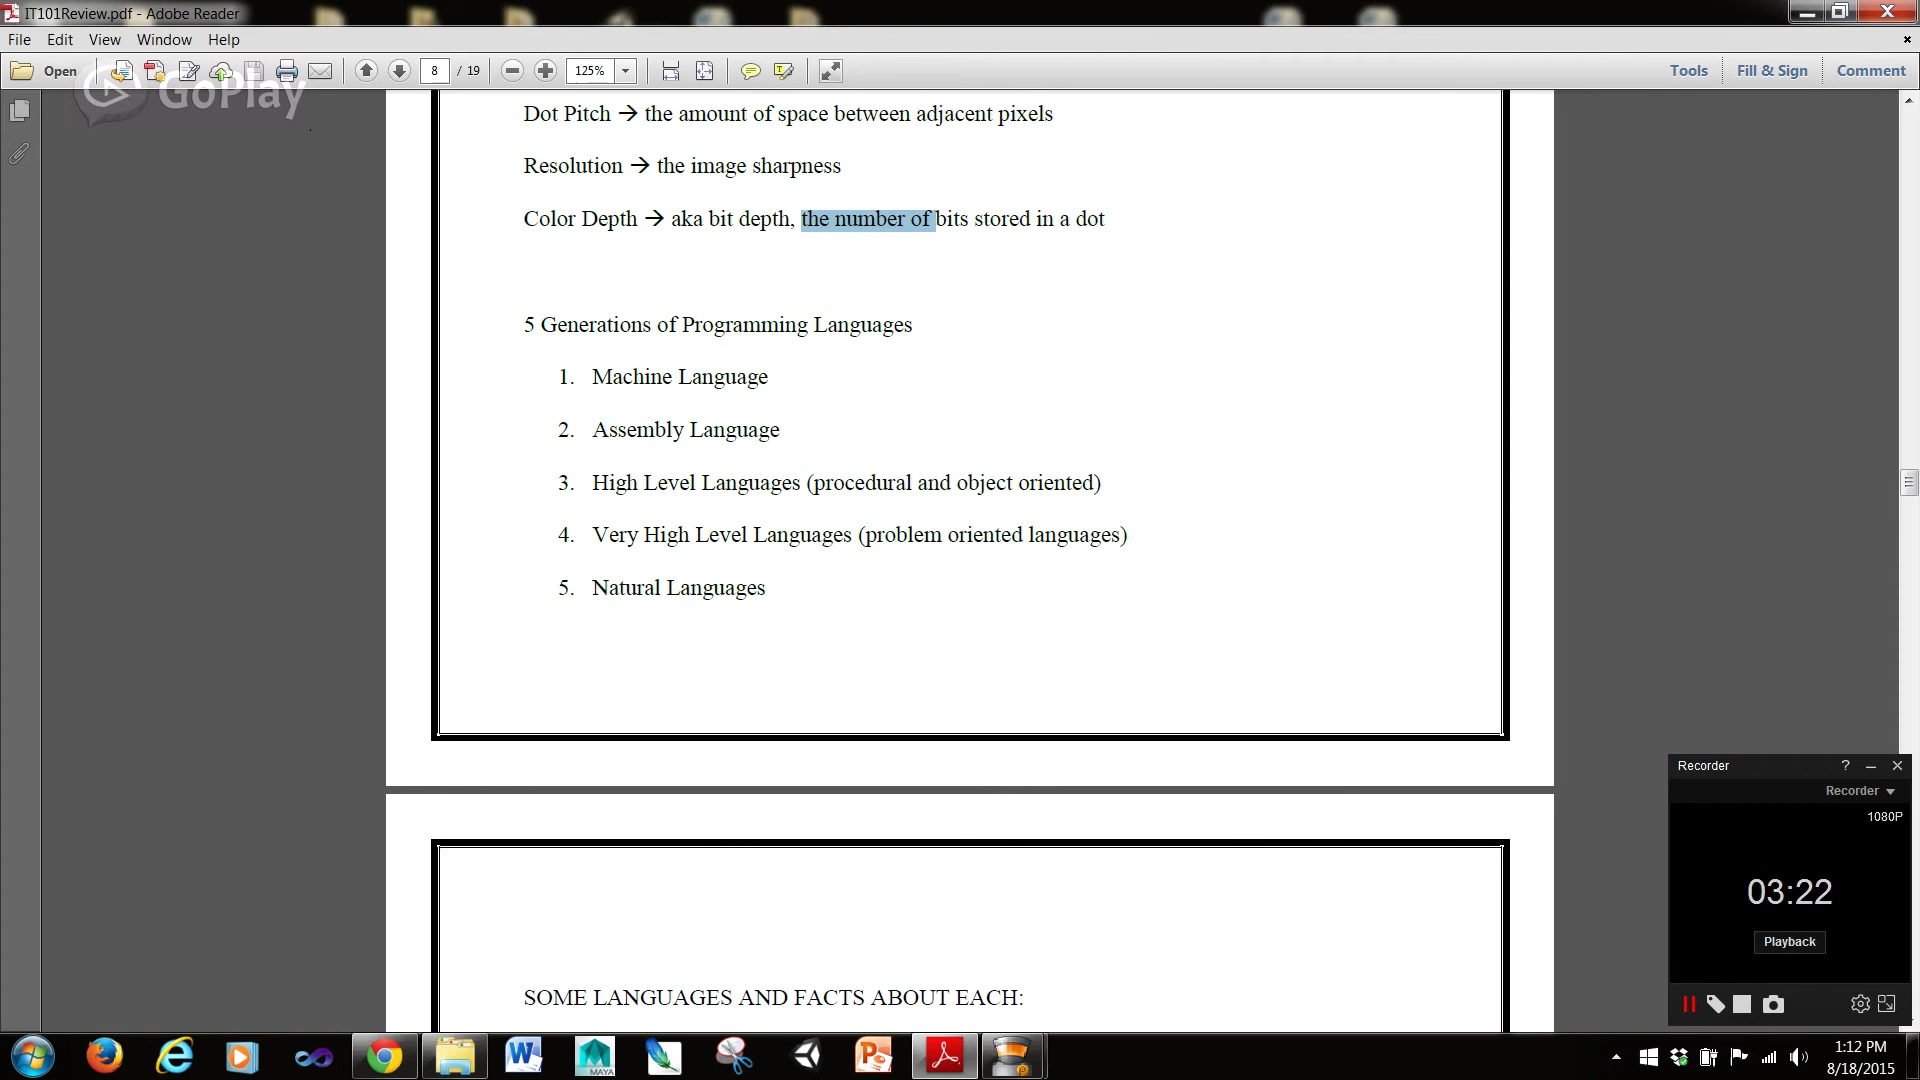 IT101Review.pdf - Adobe Reader
File Edit View Window Help
Open 8 / 19 125% Tools Fill & Sign Comment
GoPlay
Dot Pitch → the amount of space between adjacent pixels
Resolution → the image sharpness
Color Depth → aka bit depth, the number of bits stored in a dot
5 Generations of Programming Languages
1. Machine Language
2. Assembly Language
3. High Level Languages (procedural and object oriented)
4. Very High Level Languages (problem oriented languages)
5. Natural Languages
Recorder
Recorder
1080P
03:22
Playback
SOME LANGUAGES AND FACTS ABOUT EACH:
MAYA
1:12 PM
8/18/2015